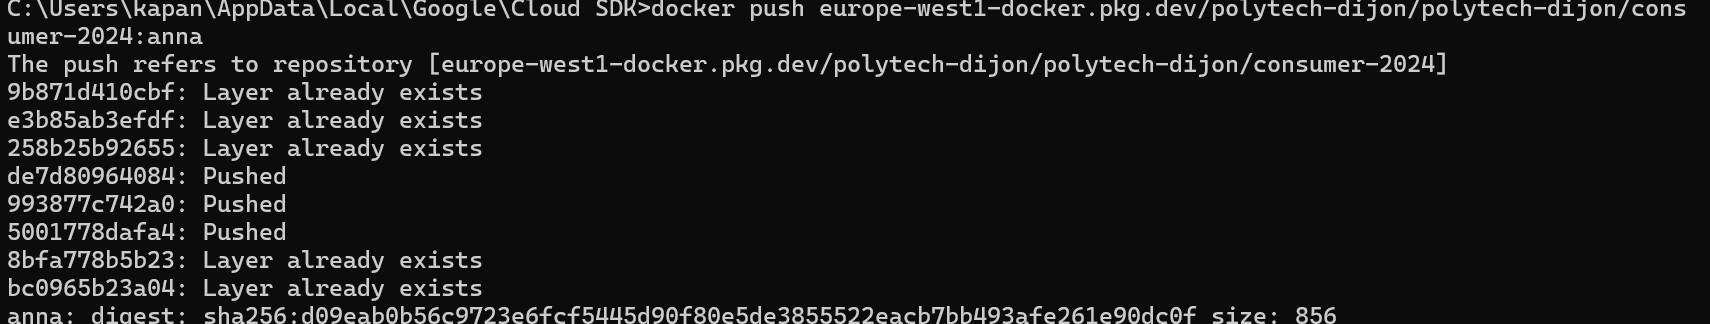 C:\Users\kapan\AppData\Local\Google\Cloud SDK>docker push europe-west1-docker.pkg.dev/polytech-dijon/polytech-dijon/cons
umer-2024:anna
The push refers to repository [europe-west1-docker.pkg.dev/polytech-dijon/polytech-dijon/consumer-2024]
9b871d410cbf: Layer already exists
e3b85ab3efdf: Layer already exists
258b25b92655: Layer already exists
de7d80964084: Pushed
993877c742a0: Pushed
5001778dafa4: Pushed
8bfa778b5b23: Layer already exists
bc0965b23a04: Layer already exists
anna: digest: sha256:d09eab0b56c9723e6fcf5445d90f80e5de3855522eacb7bb493afe261e90dc0f size: 856